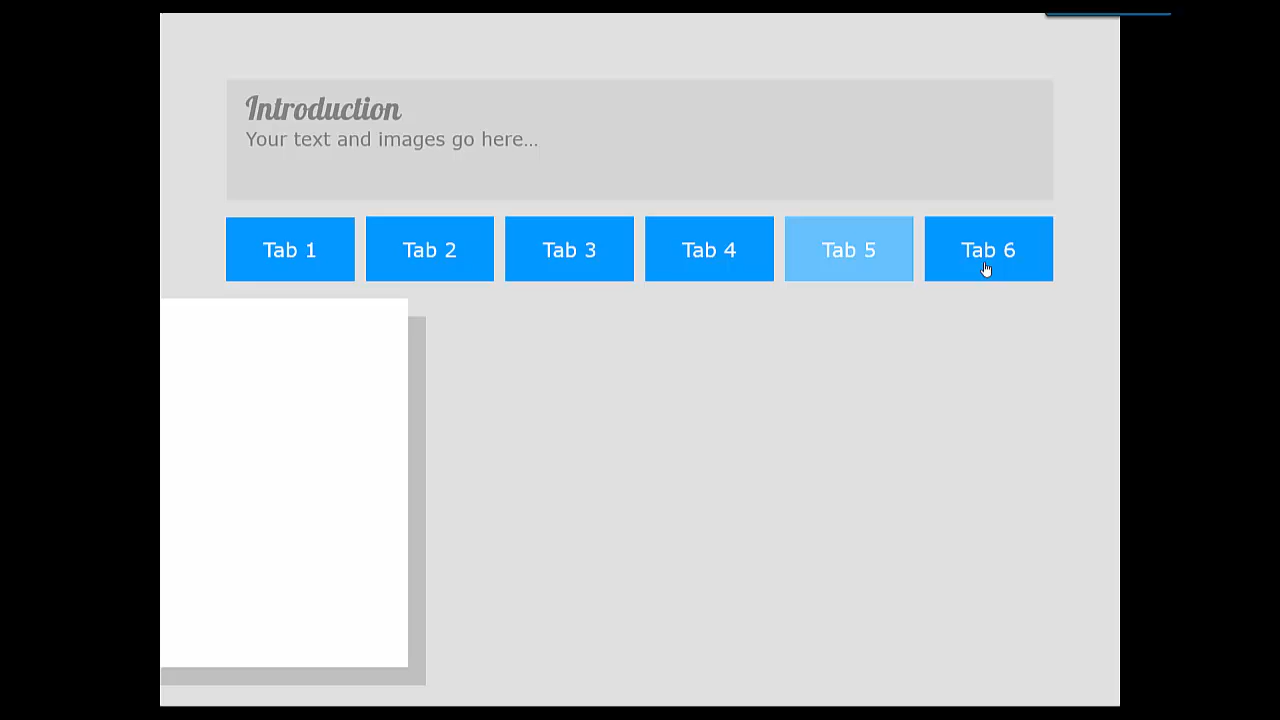 Introduction
Your text and images go here...
Tab 1
Tab 2
Tab 3
Tab 4
Tab 5
Tab 6